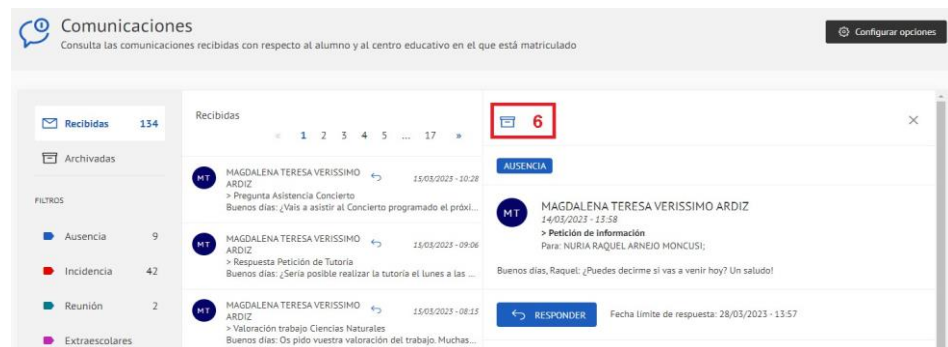 Comunicaciones
Consulta las comunicaciones recibidas con respecto al alumno y al centro educativo en el que está matriculado
Configurar opciones
Recibidas 134
Archivadas
FILTROS
Ausencia 9
Incidencia 42
Reunión 2
Extraescolares
Recibidas
« 1 2 3 4 5 ... 17 »
MT
MAGDALENA TERESA VERISSIMO
ARDIZ
15/03/2023 - 10:28
> Pregunta Asistencia Concierto
Buenos días: ¿Vais a asistir al Concierto programado el próxi...
MT
MAGDALENA TERESA VERISSIMO
ARDIZ
15/03/2023 - 09:06
> Respuesta Petición de Tutoría
Buenos días: ¿Sería posible realizar la tutoría el lunes a las ...
MT
MAGDALENA TERESA VERISSIMO
ARDIZ
15/03/2023 - 08:15
> Valoración trabajo Ciencias Naturales
Buenos días: Os pido vuestra valoración del trabajo. Muchas...
6
AUSENCIA
MT
MAGDALENA TERESA VERISSIMO ARDIZ
14/03/2023 - 13:58
> Petición de información
Para: NURIA RAQUEL ARNEJO MONCUSI;
Buenos días, Raquel: ¿Puedes decirme si vas a venir hoy? Un saludo!
RESPONDER
Fecha límite de respuesta: 28/03/2023 - 13:57